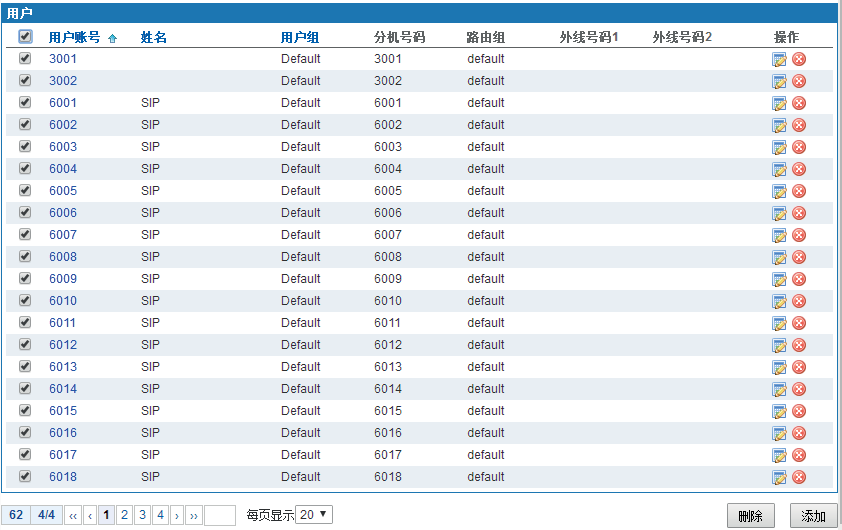 用户
用户账号 姓名 用户组 分机号码 路由组 外线号码1 外线号码2 操作
3001 Default 3001 default
3002 Default 3002 default
6001 SIP Default 6001 default
6002 SIP Default 6002 default
6003 SIP Default 6003 default
6004 SIP Default 6004 default
6005 SIP Default 6005 default
6006 SIP Default 6006 default
6007 SIP Default 6007 default
6008 SIP Default 6008 default
6009 SIP Default 6009 default
6010 SIP Default 6010 default
6011 SIP Default 6011 default
6012 SIP Default 6012 default
6013 SIP Default 6013 default
6014 SIP Default 6014 default
6015 SIP Default 6015 default
6016 SIP Default 6016 default
6017 SIP Default 6017 default
6018 SIP Default 6018 default
62 4/4 ‹‹ ‹ 1 2 3 4 › ›› 每页显示 20 删除 添加